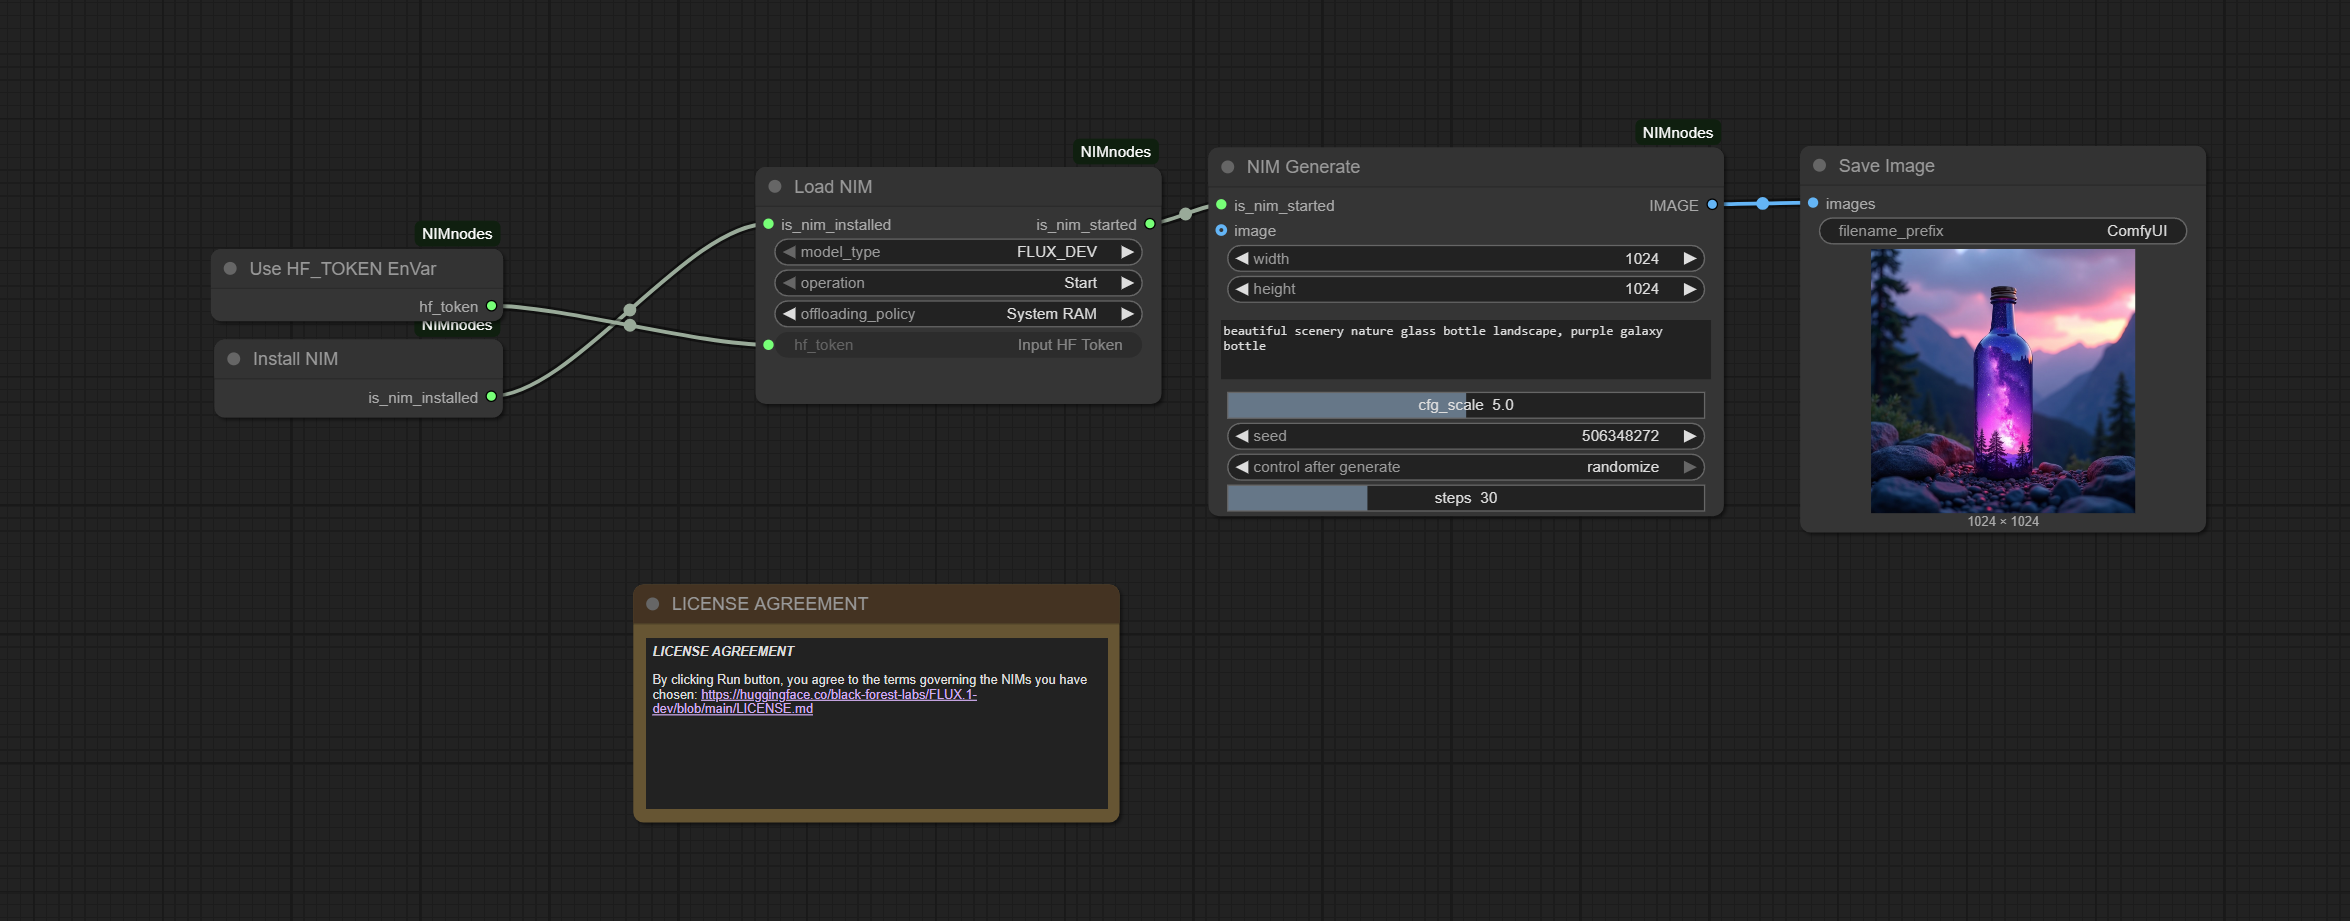 NIMnodes
Use HF_TOKEN EnVar
hf_token
NIMnodes
Install NIM
is_nim_installed
NIMnodes
Load NIM
is_nim_installed is_nim_started
model_type FLUX_DEV
operation Start
offloading_policy System RAM
hf_token Input HF Token
NIMnodes
NIM Generate
is_nim_started IMAGE
image
width 1024
height 1024
beautiful scenery nature glass bottle landscape, purple galaxy
bottle
cfg_scale 5.0
seed 506348272
control after generate randomize
steps 30
Save Image
images
filename_prefix ComfyUI
1024 × 1024
LICENSE AGREEMENT
LICENSE AGREEMENT
By clicking Run button, you agree to the terms governing the NIMs you have
chosen: https://huggingface.co/black-forest-labs/FLUX.1-
dev/blob/main/LICENSE.md